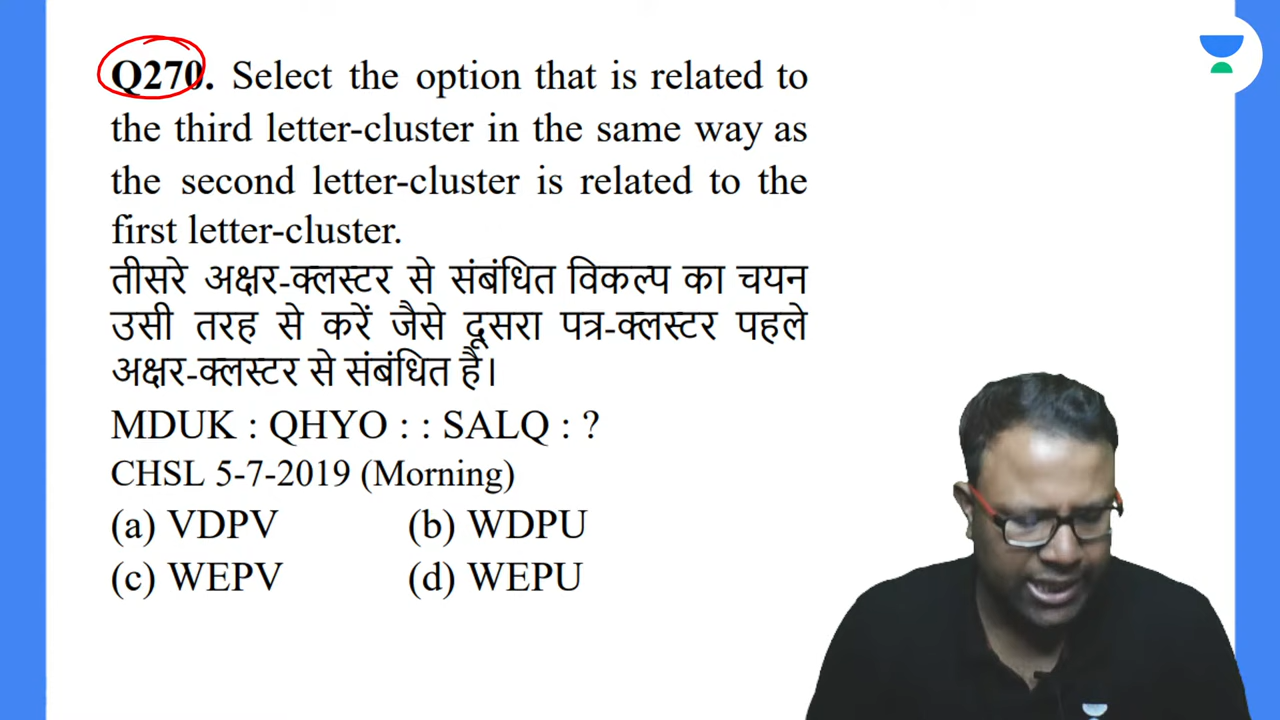 Q270. Select the option that is related to
the third letter-cluster in the same way as
the second letter-cluster is related to the
first letter-cluster.
तीसरे अक्षर-क्लस्टर से संबंधित विकल्प का चयन
उसी तरह से करें जैसे दूसरा पत्र-क्लस्टर पहले
अक्षर-क्लस्टर से संबंधित है।
MDUK : QHYO : : SALQ : ?
CHSL 5-7-2019 (Morning)
(a) VDPV (b) WDPU
(c) WEPV (d) WEPU